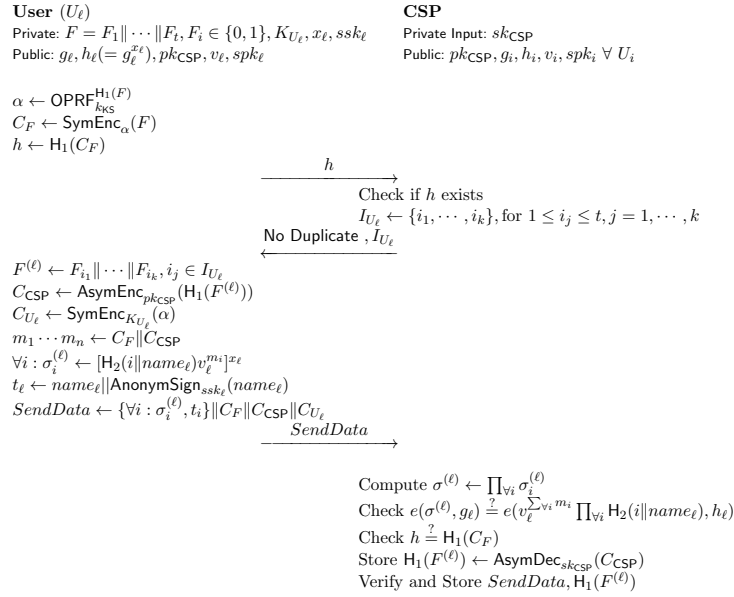 User (U_ℓ) CSP
Private: F = F_1‖···‖F_t, F_i ∈ {0, 1}, K_{U_ℓ}, x_ℓ, ssk_ℓ Private Input: sk_CSP
Public: g_ℓ, h_ℓ(= g_ℓ^{x_ℓ}), pk_CSP, v_ℓ, spk_ℓ Public: pk_CSP, g_i, h_i, v_i, spk_i ∀ U_i
α ← OPRF_{k_KS}^{H_1(F)}
C_F ← SymEnc_α(F)
h ← H_1(C_F)
h
Check if h exists
I_{U_ℓ} ← {i_1, ··· , i_k}, for 1 ≤ i_j ≤ t, j = 1, ··· , k
No Duplicate , I_{U_ℓ}
F^{(ℓ)} ← F_{i_1}‖···‖F_{i_k}, i_j ∈ I_{U_ℓ}
C_CSP ← AsymEnc_{pk_CSP}(H_1(F^{(ℓ)}))
C_{U_ℓ} ← SymEnc_{K_{U_ℓ}}(α)
m_1 ··· m_n ← C_F‖C_CSP
∀i : σ_i^{(ℓ)} ← [H_2(i‖name_ℓ)v_ℓ^{m_i}]^{x_ℓ}
t_ℓ ← name_ℓ||AnonymSign_{ssk_ℓ}(name_ℓ)
SendData ← {∀i : σ_i^{(ℓ)}, t_i}‖C_F‖C_CSP‖C_{U_ℓ}
SendData
Compute σ^{(ℓ)} ← ∏_{∀i} σ_i^{(ℓ)}
Check e(σ^{(ℓ)}, g_ℓ) ≟ e(v_ℓ^{∑_{∀i} m_i} ∏_{∀i} H_2(i‖name_ℓ), h_ℓ)
Check h ≟ H_1(C_F)
Store H_1(F^{(ℓ)}) ← AsymDec_{sk_CSP}(C_CSP)
Verify and Store SendData, H_1(F^{(ℓ)})